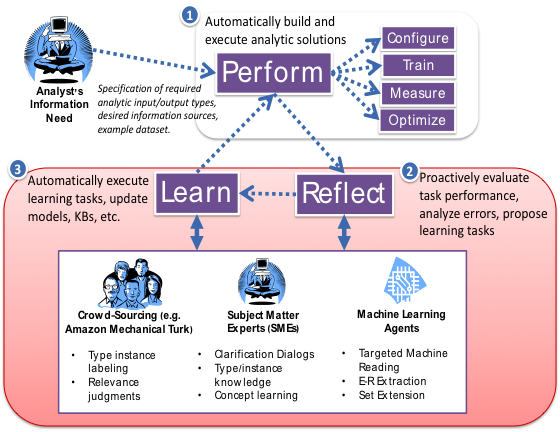 1
Automatically build and
execute analytic solutions
Perform
Configure
Train
Measure
Optimize
Analyst's
Information
Need
Specification of required
analytic input/output types,
desired information sources,
example dataset.
3
Automatically execute
learning tasks, update
models, KBs, etc.
Learn
Reflect
2
Proactively evaluate
task performance,
analyze errors, propose
learning tasks
Crowd-Sourcing (e.g.
Amazon Mechanical Turk)
• Type instance
labeling
• Relevance
judgments
Subject Matter
Experts (SMEs)
• Clarification Dialogs
• Type/instance
knowledge
• Concept learning
Machine Learning
Agents
• Targeted Machine
Reading
• E-R Extraction
• Set Extension